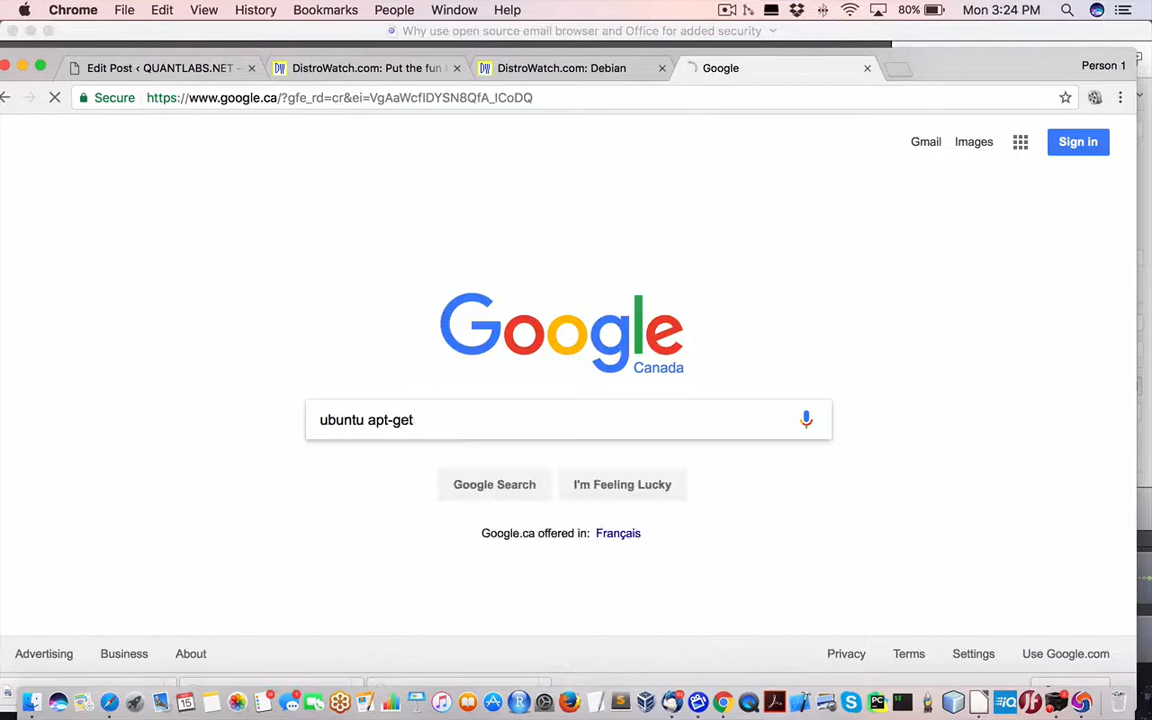 Chrome File Edit View History Bookmarks People Window Help 80% Mon 3:24 PM
Why use open source email browser and Office for added security
Edit Post ‹ QUANTLABS.NET - DistroWatch.com: Put the fun DistroWatch.com: Debian Google Person 1
Secure https://www.google.ca/?gfe_rd=cr&ei=VgAaWcfIDYSN8QfA_ICoDQ
Gmail Images Sign in
Google
Canada
ubuntu apt-get
Google Search I'm Feeling Lucky
Google.ca offered in: Français
Advertising Business About Privacy Terms Settings Use Google.com
15